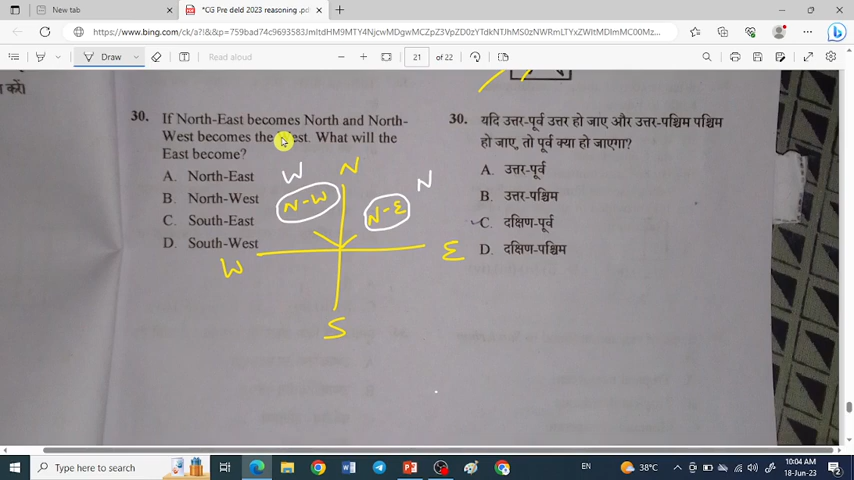 New Tab
*CG Pre deld 2023 reasoning .pdf
https://www.bing.com/ck/a?!&&p=759bad74c9693583JmltdHM9MTY4NjcwMDgwMCZpZ3VpZD0zYTdkNTJhMS0zNWRmLTYxZWItMDlmMC00Mz...
Draw
Read aloud
21 of 22
करें।
30. If North-East becomes North and North-
West becomes the West. What will the
East become?
A. North-East
B. North-West
C. South-East
D. South-West
30. यदि उत्तर-पूर्व उत्तर हो जाए और उत्तर-पश्चिम पश्चिम
हो जाए, तो पूर्व क्या हो जाएगा?
A. उत्तर-पूर्व
B. उत्तर-पश्चिम
C. दक्षिण-पूर्व
D. दक्षिण-पश्चिम
W
N
N
N-W
N-E
W
E
S
Type here to search
EN
38°C
10:04 AM
18-Jun-23
2